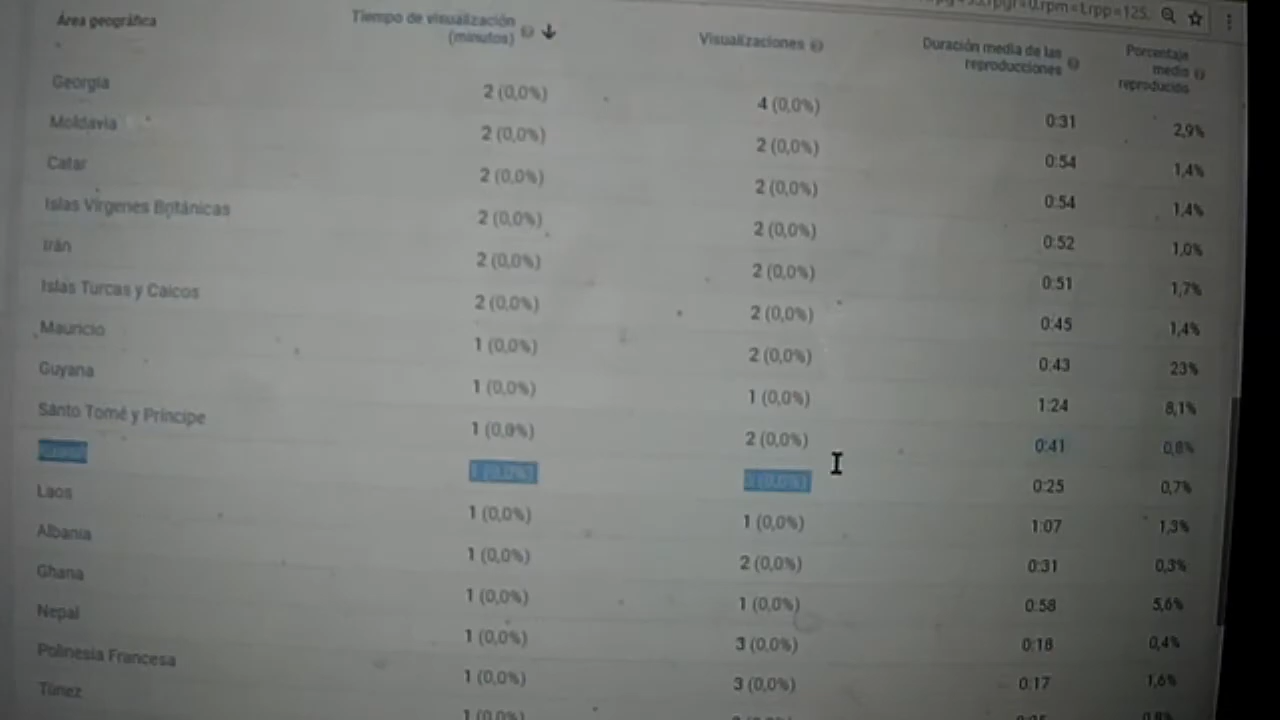 Área geográfica Tiempo de visualización (minutos) Visualizaciones Duración media de las reproducciones Porcentaje medio reproducido
Georgia 2 (0,0%) 4 (0,0%) 0:31 2,9%
Moldavia 2 (0,0%) 2 (0,0%) 0:54 1,4%
Catar 2 (0,0%) 2 (0,0%) 0:54 1,4%
Islas Vírgenes Británicas 2 (0,0%) 2 (0,0%) 0:52 1,0%
Irán 2 (0,0%) 2 (0,0%) 0:51 1,7%
Islas Turcas y Caicos 2 (0,0%) 2 (0,0%) 0:45 1,4%
Mauricio 1 (0,0%) 2 (0,0%) 0:43 23%
Guyana 1 (0,0%) 1 (0,0%) 1:24 8,1%
Santo Tomé y Príncipe 1 (0,0%) 2 (0,0%) 0:41 0,8%
(0,0%) (0,0%) 0:25 0,7%
Laos 1 (0,0%) 1 (0,0%) 1:07 1,3%
Albania 1 (0,0%) 2 (0,0%) 0:31 0,3%
Ghana 1 (0,0%) 1 (0,0%) 0:58 5,6%
Nepal 1 (0,0%) 3 (0,0%) 0:18 0,4%
Polinesia Francesa 1 (0,0%) 3 (0,0%) 0:17 1,6%
Túnez 1 (0,0%)